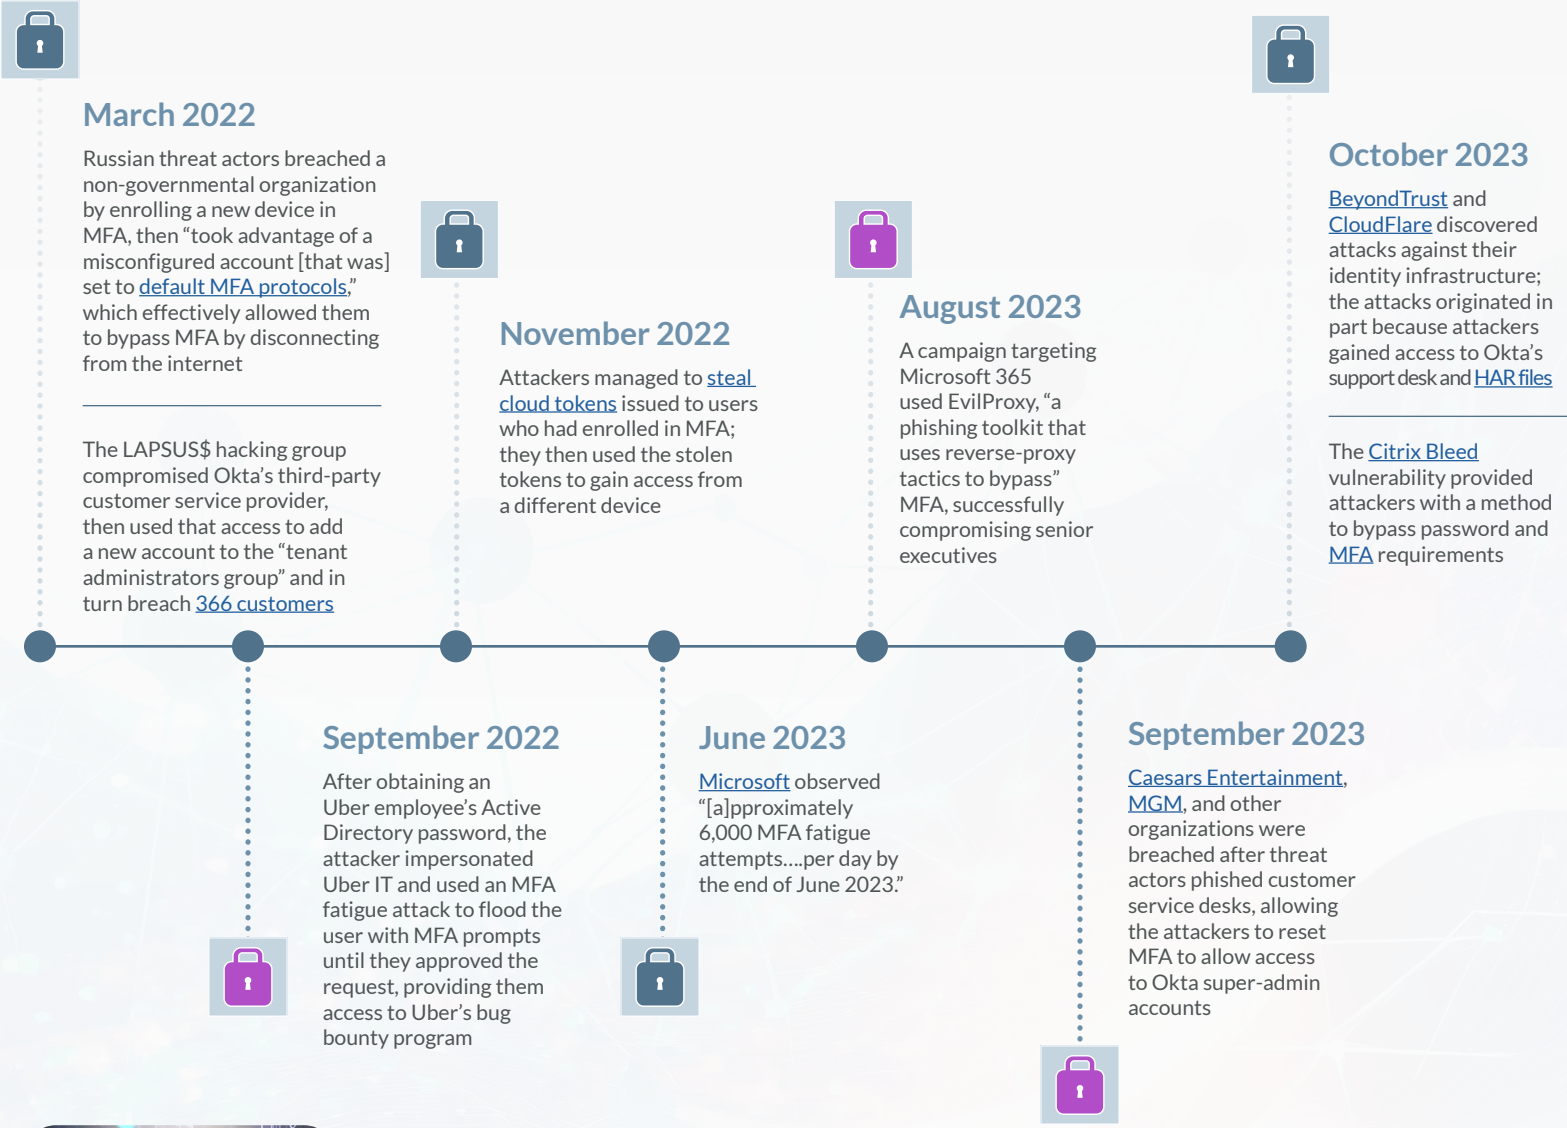 March 2022
Russian threat actors breached a
non-governmental organization
by enrolling a new device in
MFA, then “took advantage of a
misconfigured account [that was]
set to default MFA protocols,”
which effectively allowed them
to bypass MFA by disconnecting
from the internet
The LAPSUS$ hacking group
compromised Okta’s third-party
customer service provider,
then used that access to add
a new account to the “tenant
administrators group” and in
turn breach 366 customers
September 2022
After obtaining an
Uber employee’s Active
Directory password, the
attacker impersonated
Uber IT and used an MFA
fatigue attack to flood the
user with MFA prompts
until they approved the
request, providing them
access to Uber’s bug
bounty program
November 2022
Attackers managed to steal
cloud tokens issued to users
who had enrolled in MFA;
they then used the stolen
tokens to gain access from
a different device
June 2023
Microsoft observed
“[a]pproximately
6,000 MFA fatigue
attempts....per day by
the end of June 2023.”
August 2023
A campaign targeting
Microsoft 365
used EvilProxy, “a
phishing toolkit that
uses reverse-proxy
tactics to bypass”
MFA, successfully
compromising senior
executives
September 2023
Caesars Entertainment,
MGM, and other
organizations were
breached after threat
actors phished customer
service desks, allowing
the attackers to reset
MFA to allow access
to Okta super-admin
accounts
October 2023
BeyondTrust and
CloudFlare discovered
attacks against their
identity infrastructure;
the attacks originated in
part because attackers
gained access to Okta’s
support desk and HAR files
The Citrix Bleed
vulnerability provided
attackers with a method
to bypass password and
MFA requirements